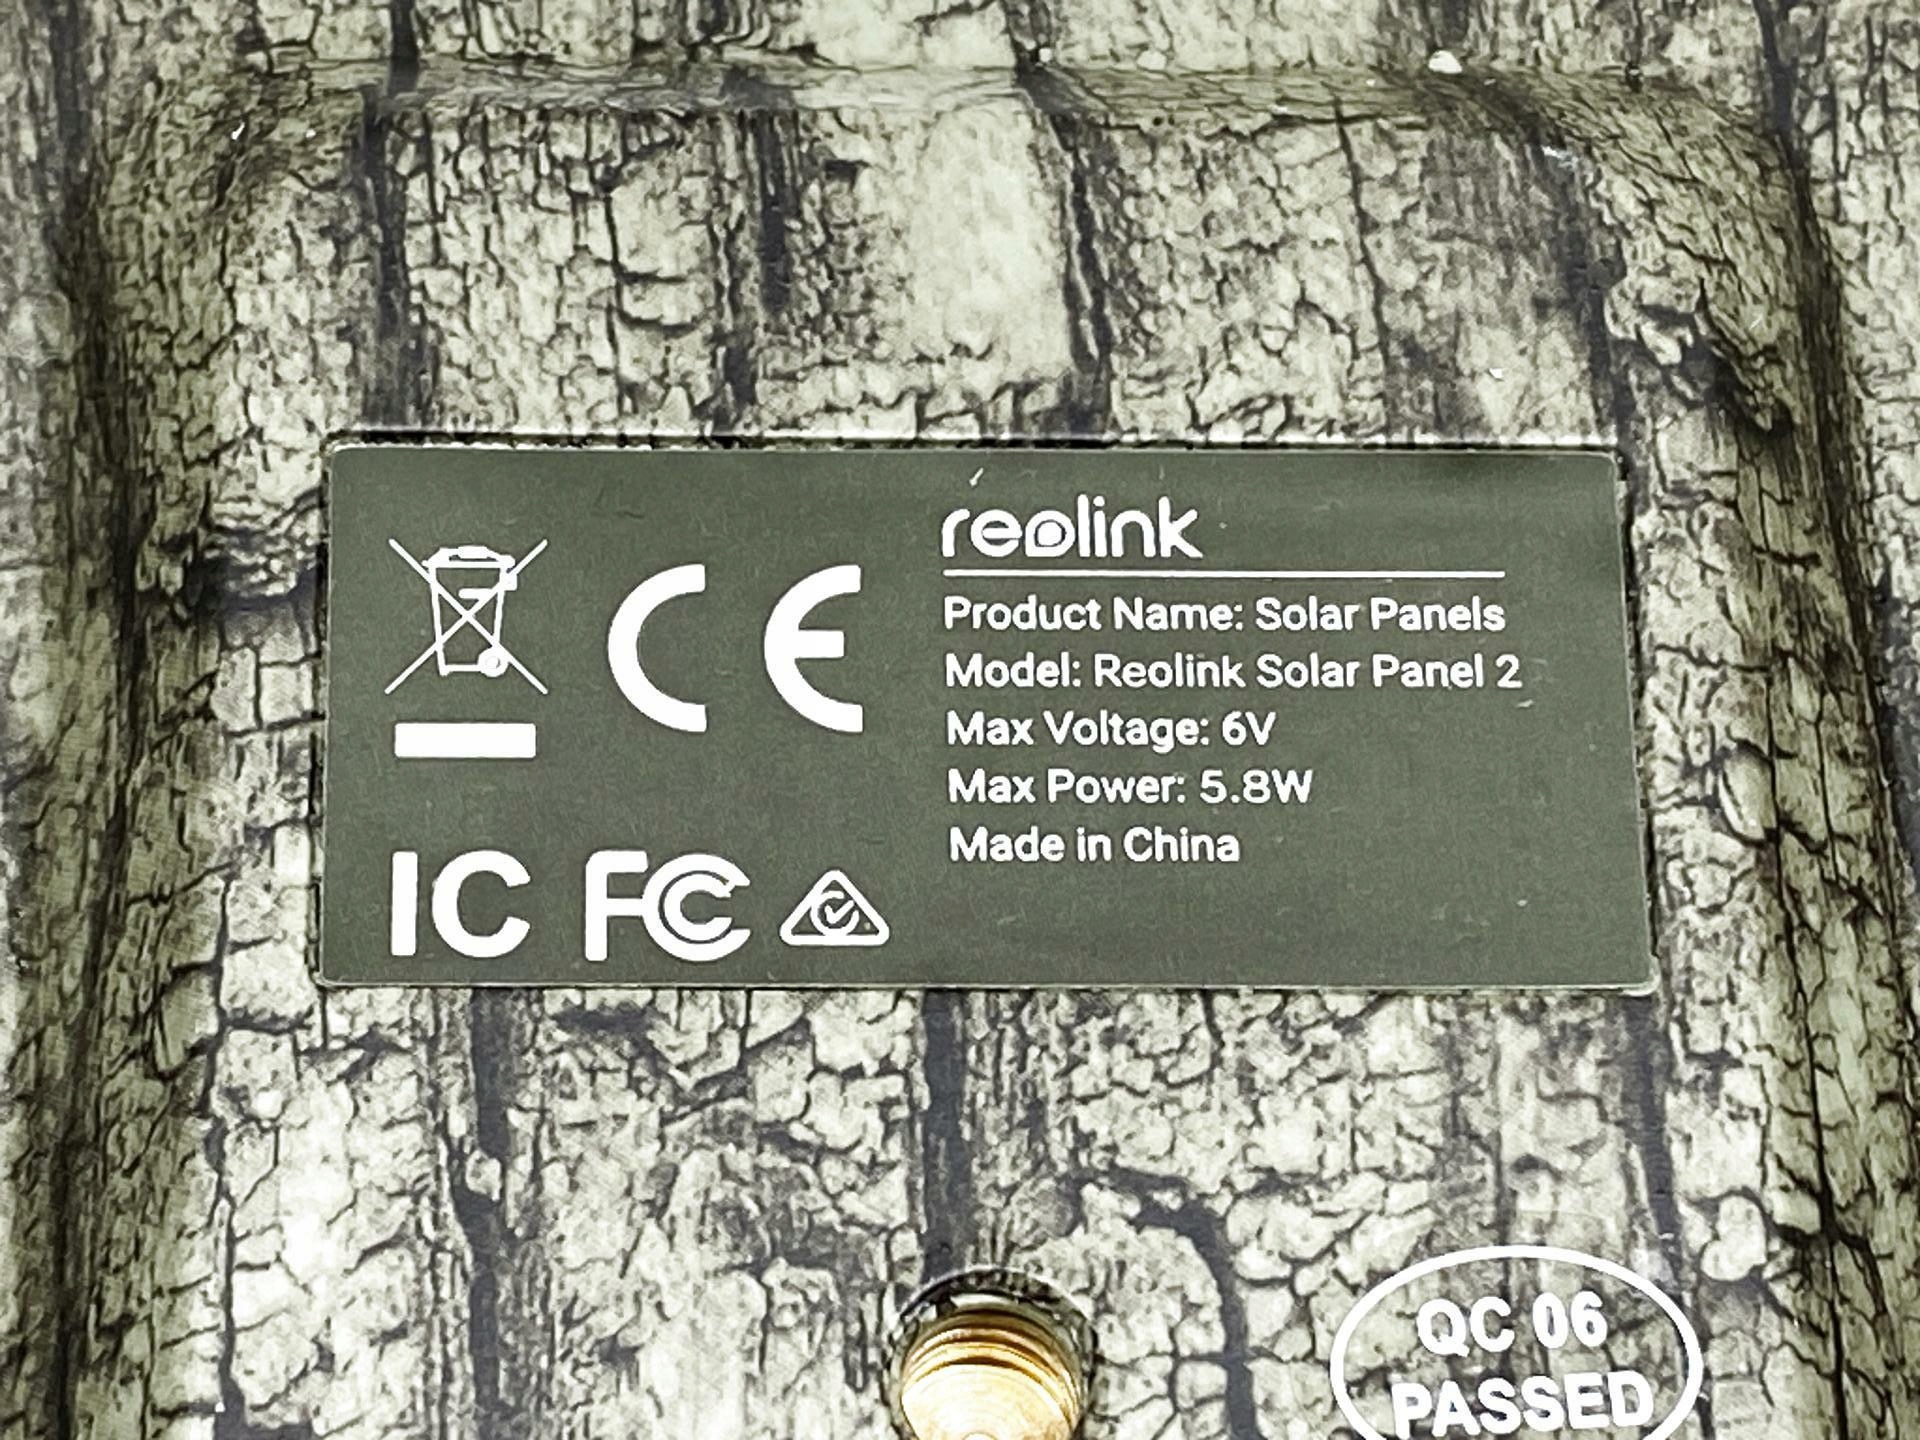 reolink
Product Name: Solar Panels
Model: Reolink Solar Panel 2
Max Voltage: 6V
Max Power: 5.8W
Made in China
CE
IC FC
QC 06
PASSED